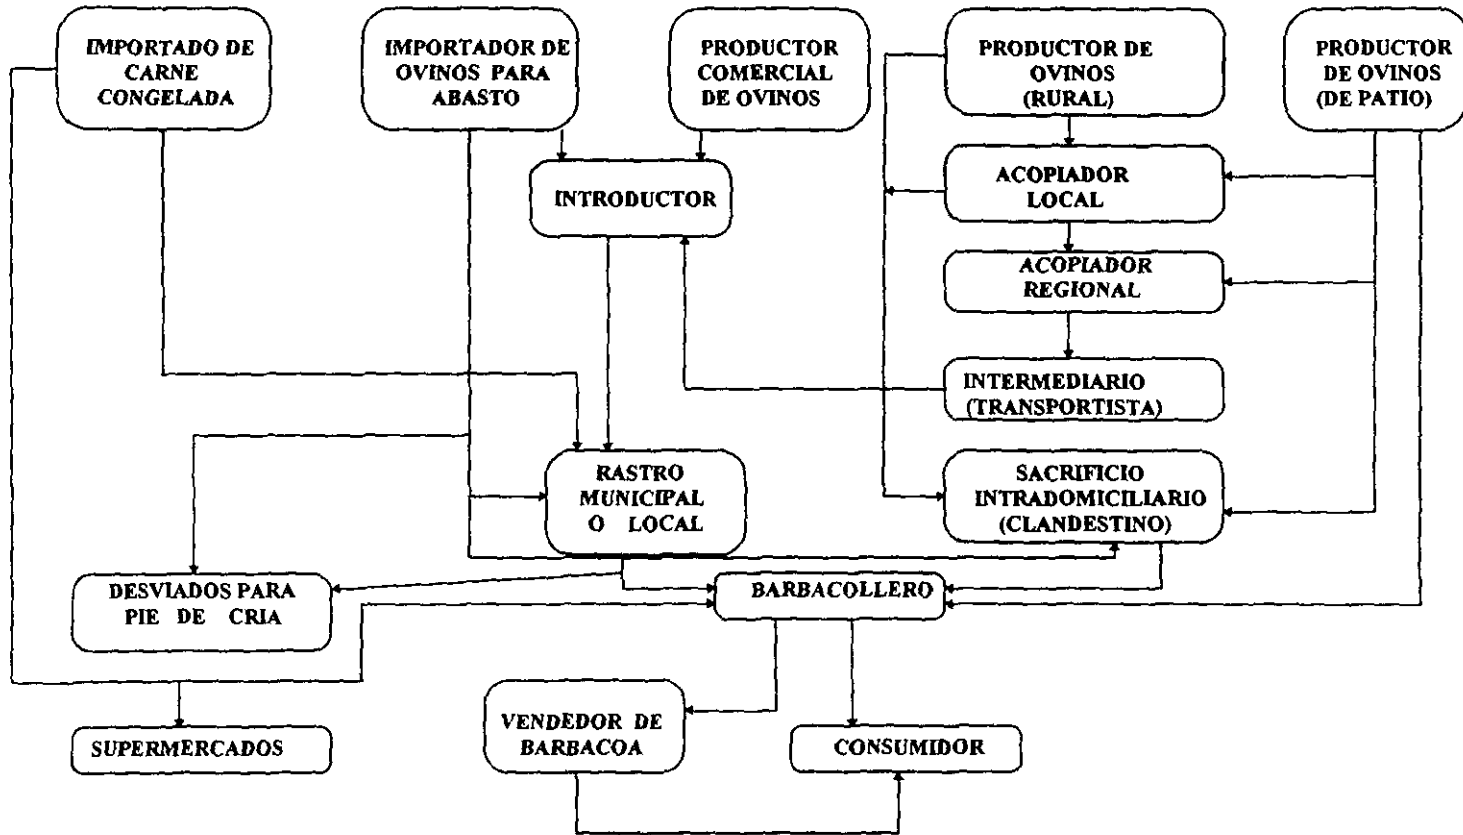 IMPORTADO DE
CARNE
CONGELADA
IMPORTADOR DE
OVINOS PARA
ABASTO
PRODUCTOR
COMERCIAL
DE OVINOS
PRODUCTOR DE
OVINOS
(RURAL)
PRODUCTOR
DE OVINOS
(DE PATIO)
INTRODUCTOR
ACOPIADOR
LOCAL
ACOPIADOR
REGIONAL
INTERMEDIARIO
(TRANSPORTISTA)
RASTRO
MUNICIPAL
O LOCAL
SACRIFICIO
INTRADOMICILIARIO
(CLANDESTINO)
DESVIADOS PARA
PIE DE CRIA
BARBACOLLERO
VENDEDOR DE
BARBACOA
CONSUMIDOR
SUPERMERCADOS